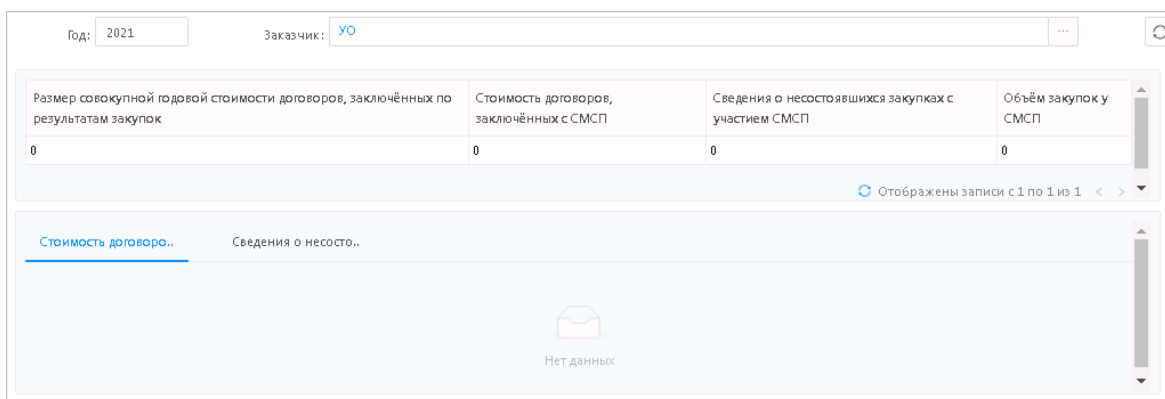 Год: 2021 Заказчик: УО ...
Размер совокупной годовой стоимости договоров, заключённых по результатам закупок
Стоимость договоров, заключённых с СМСП
Сведения о несостоявшихся закупках с участием СМСП
Объём закупок у СМСП
0 0 0 0
Отображены записи с 1 по 1 из 1 < >
Стоимость договоро.. Сведения о несосто..
Нет данных